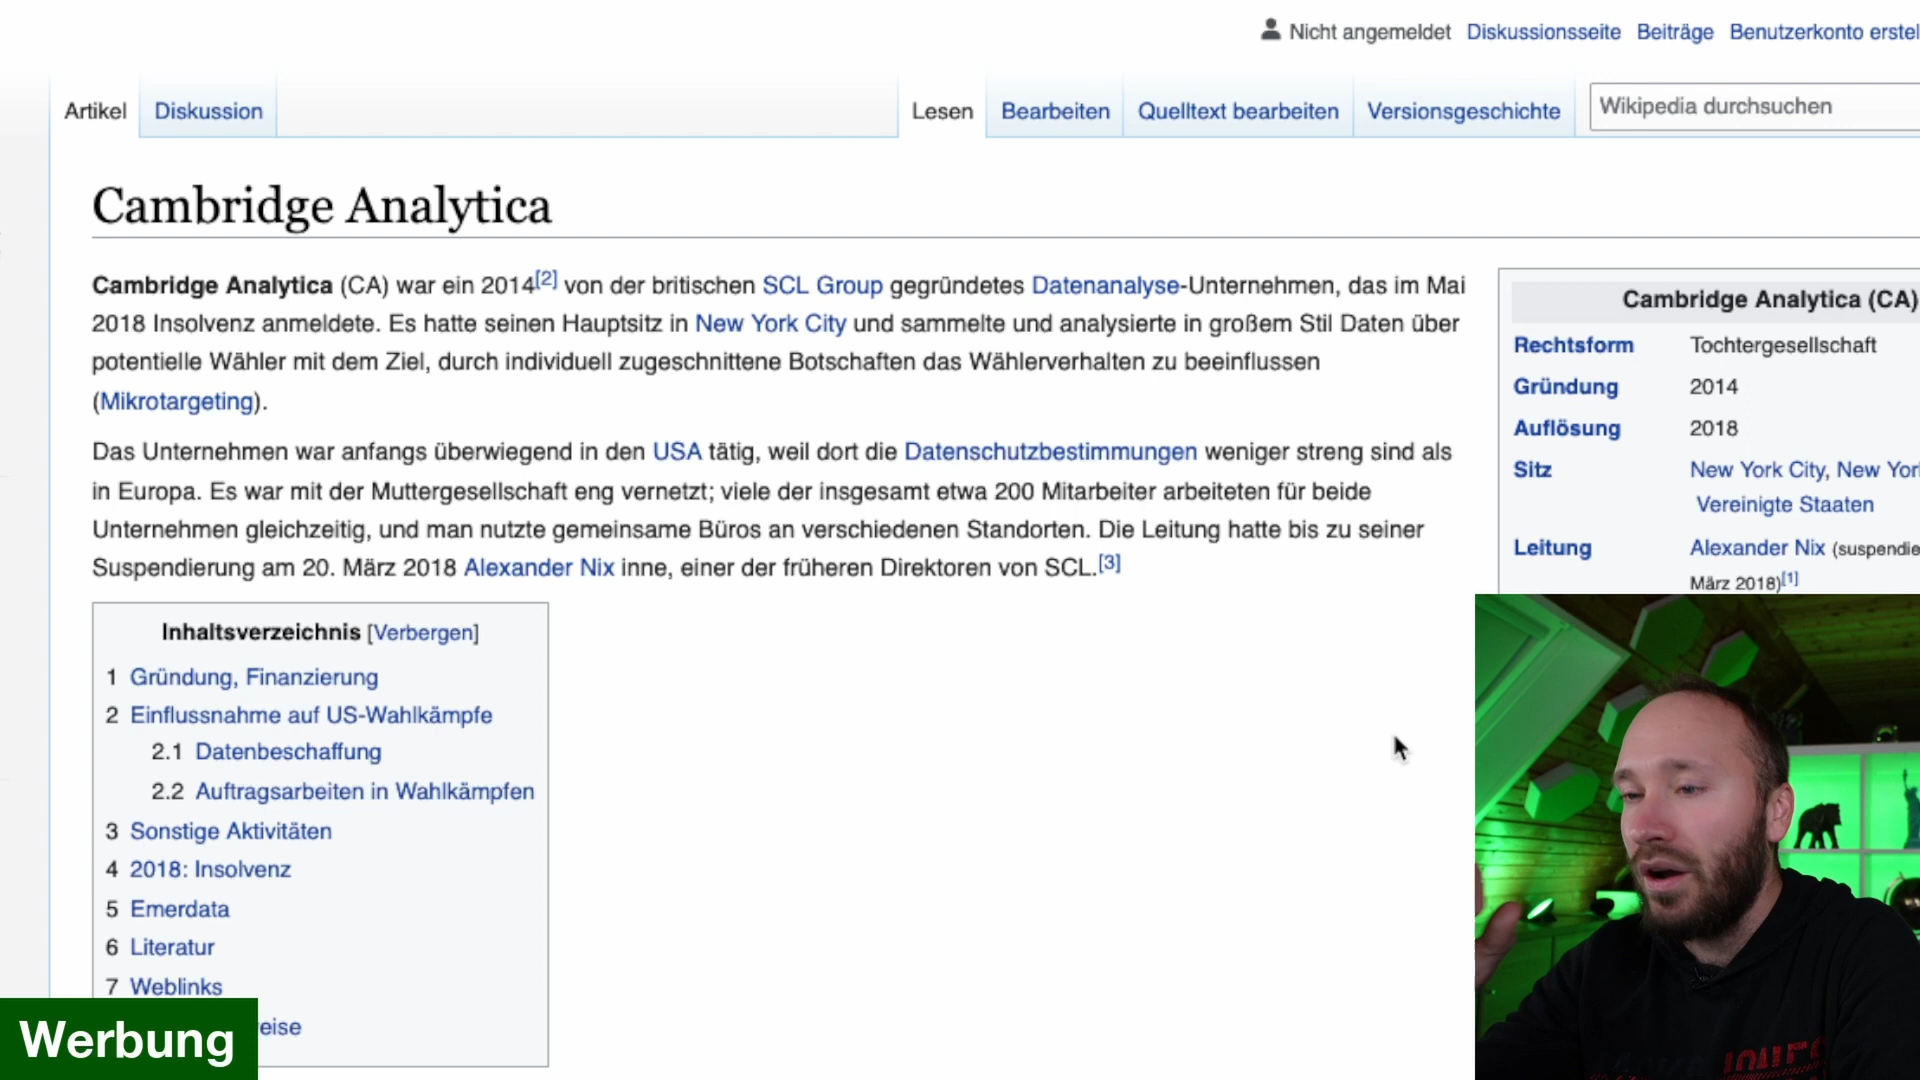 Nicht angemeldet Diskussionsseite Beiträge Benutzerkonto erstel
Artikel Diskussion Lesen Bearbeiten Quelltext bearbeiten Versionsgeschichte Wikipedia durchsuchen
Cambridge Analytica
Cambridge Analytica (CA) war ein 2014[2] von der britischen SCL Group gegründetes Datenanalyse-Unternehmen, das im Mai
2018 Insolvenz anmeldete. Es hatte seinen Hauptsitz in New York City und sammelte und analysierte in großem Stil Daten über
potentielle Wähler mit dem Ziel, durch individuell zugeschnittene Botschaften das Wählerverhalten zu beeinflussen
(Mikrotargeting).
Das Unternehmen war anfangs überwiegend in den USA tätig, weil dort die Datenschutzbestimmungen weniger streng sind als
in Europa. Es war mit der Muttergesellschaft eng vernetzt; viele der insgesamt etwa 200 Mitarbeiter arbeiteten für beide
Unternehmen gleichzeitig, und man nutzte gemeinsame Büros an verschiedenen Standorten. Die Leitung hatte bis zu seiner
Suspendierung am 20. März 2018 Alexander Nix inne, einer der früheren Direktoren von SCL.[3]
Cambridge Analytica (CA)
Rechtsform Tochtergesellschaft
Gründung 2014
Auflösung 2018
Sitz New York City, New Yor
Vereinigte Staaten
Leitung Alexander Nix (suspendie
März 2018)[1]
Inhaltsverzeichnis [Verbergen]
1 Gründung, Finanzierung
2 Einflussnahme auf US-Wahlkämpfe
2.1 Datenbeschaffung
2.2 Auftragsarbeiten in Wahlkämpfen
3 Sonstige Aktivitäten
4 2018: Insolvenz
5 Emerdata
6 Literatur
7 Weblinks
eise
Werbung